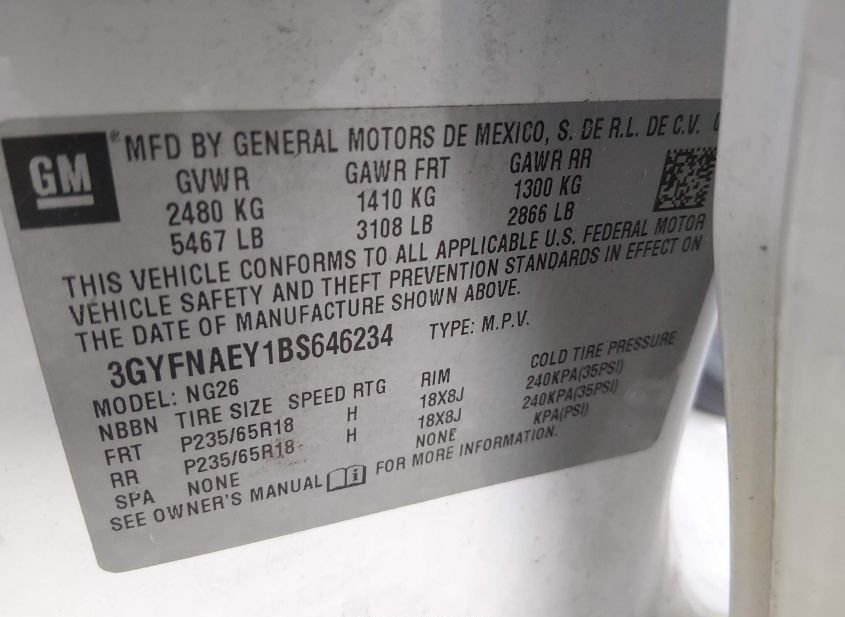 GM
® MFD BY GENERAL MOTORS DE MEXICO, S. DE R.L. DE C.V.
GVWR GAWR FRT GAWR RR
2480 KG 1410 KG 1300 KG
5467 LB 3108 LB 2866 LB
THIS VEHICLE CONFORMS TO ALL APPLICABLE U.S. FEDERAL MOTOR
VEHICLE SAFETY AND THEFT PREVENTION STANDARDS IN EFFECT ON
THE DATE OF MANUFACTURE SHOWN ABOVE.
3GYFNAEY1BS646234 TYPE: M.P.V.
MODEL: NG26
NBBN TIRE SIZE SPEED RTG RIM COLD TIRE PRESSURE
FRT P235/65R18 H 18X8J 240KPA(35PSI)
RR P235/65R18 H 18X8J 240KPA(35PSI)
SPA NONE NONE KPA(PSI)
SEE OWNER'S MANUAL FOR MORE INFORMATION.